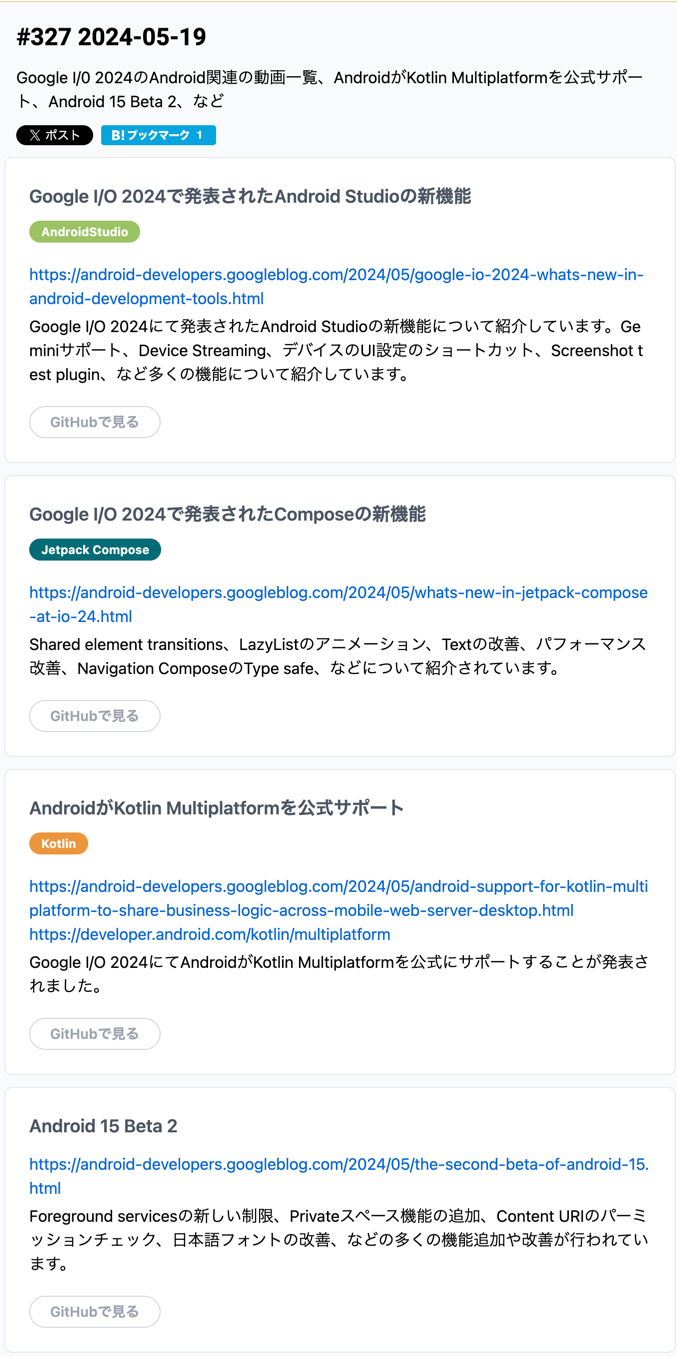 #327 2024-05-19
Google I/0 2024のAndroid関連の動画一覧、AndroidがKotlin Multiplatformを公式サポー
ト、Android 15 Beta 2、など
𝕏 ポスト B!ブックマーク 1
Google I/O 2024で発表されたAndroid Studioの新機能
AndroidStudio
https://android-developers.googleblog.com/2024/05/google-io-2024-whats-new-in-
android-development-tools.html
Google I/O 2024にて発表されたAndroid Studioの新機能について紹介しています。Ge
miniサポート、Device Streaming、デバイスのUI設定のショートカット、Screenshot t
est plugin、など多くの機能について紹介しています。
GitHubで見る
Google I/O 2024で発表されたComposeの新機能
Jetpack Compose
https://android-developers.googleblog.com/2024/05/whats-new-in-jetpack-compose
-at-io-24.html
Shared element transitions、LazyListのアニメーション、Textの改善、パフォーマンス
改善、Navigation ComposeのType safe、などについて紹介されています。
GitHubで見る
AndroidがKotlin Multiplatformを公式サポート
Kotlin
https://android-developers.googleblog.com/2024/05/android-support-for-kotlin-multi
platform-to-share-business-logic-across-mobile-web-server-desktop.html
https://developer.android.com/kotlin/multiplatform
Google I/O 2024にてAndroidがKotlin Multiplatformを公式にサポートすることが発表さ
れました。
GitHubで見る
Android 15 Beta 2
https://android-developers.googleblog.com/2024/05/the-second-beta-of-android-15.
html
Foreground servicesの新しい制限、Privateスペース機能の追加、Content URIのパーミ
ッションチェック、日本語フォントの改善、などの多くの機能追加や改善が行われてい
ます。
GitHubで見る